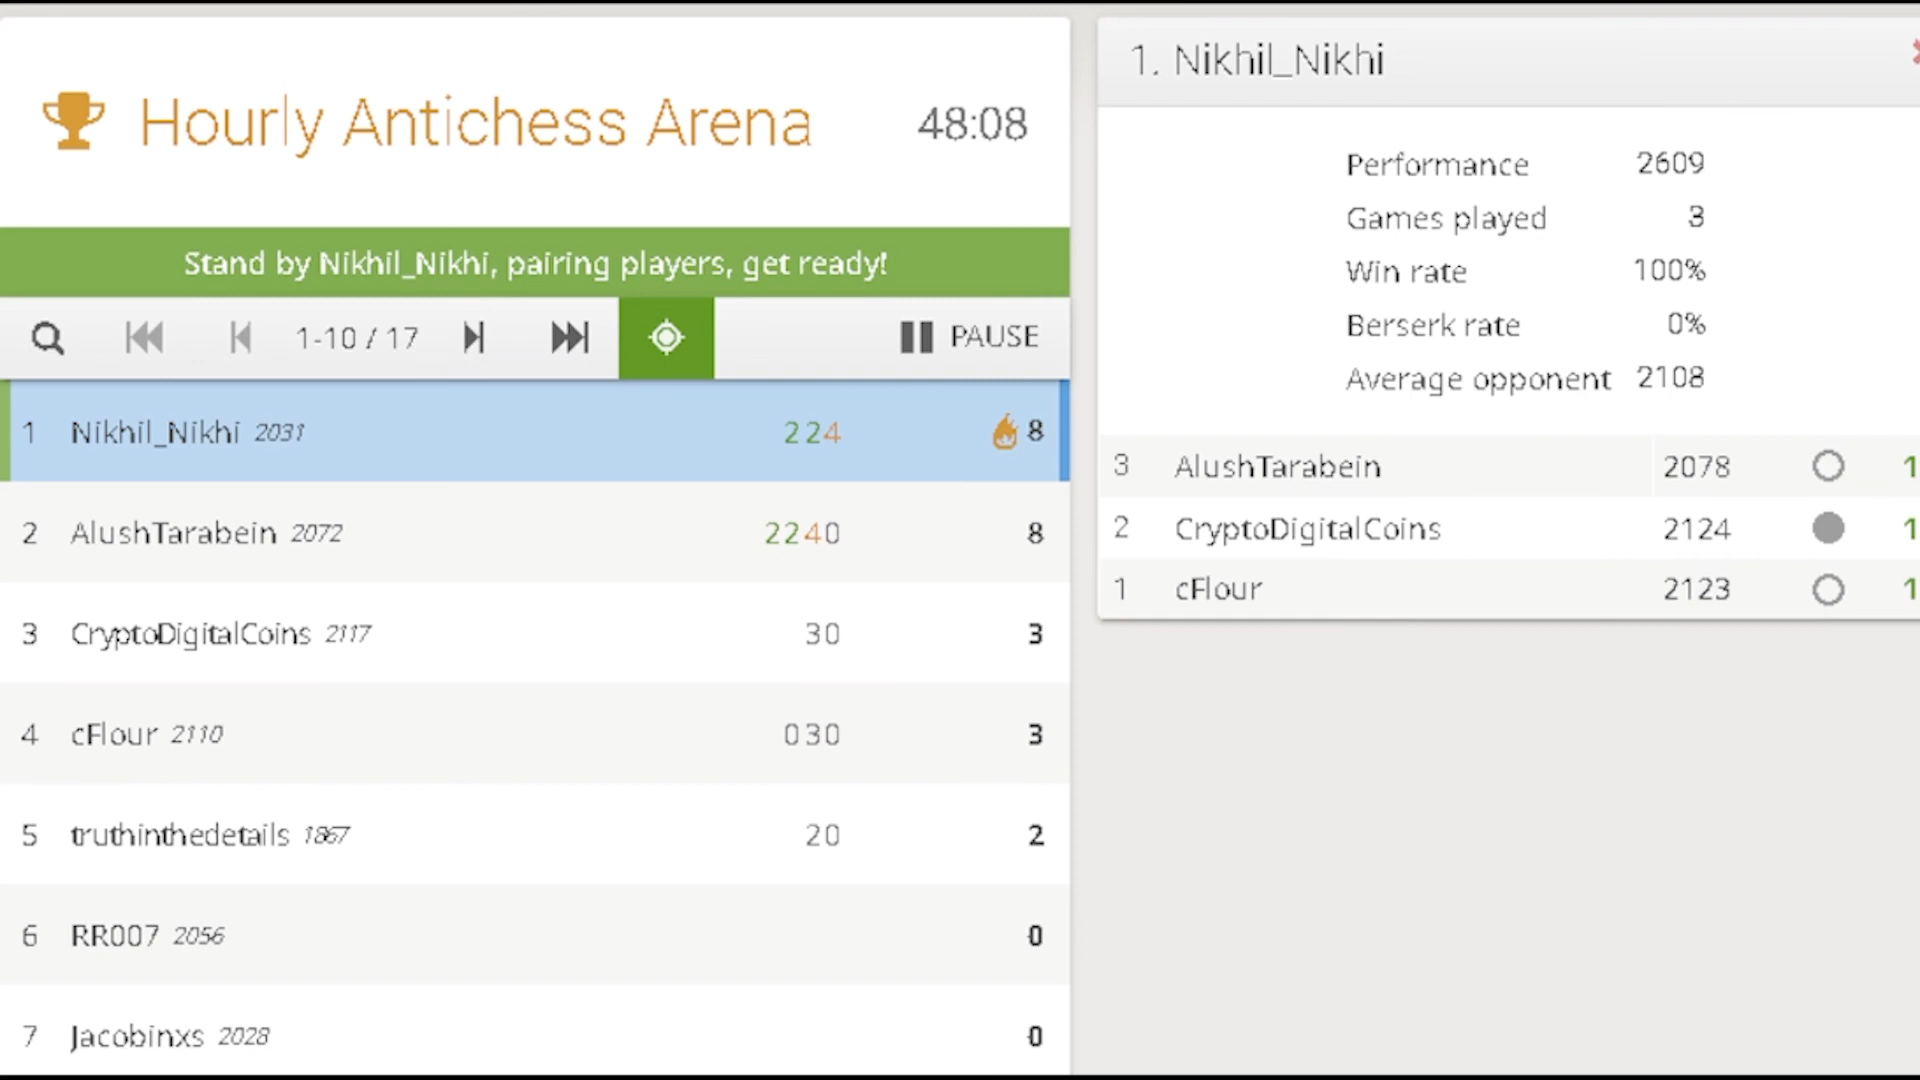 Hourly Antichess Arena 48:08
Stand by Nikhil_Nikhi, pairing players, get ready!
1-10 / 17 PAUSE
1 Nikhil_Nikhi 2031 224 8
2 AlushTarabein 2072 2240 8
3 CryptoDigitalCoins 2117 30 3
4 cFlour 2110 030 3
5 truthinthedetails 1867 20 2
6 RR007 2056 0
7 Jacobinxs 2028 0
1. Nikhil_Nikhi
Performance 2609
Games played 3
Win rate 100%
Berserk rate 0%
Average opponent 2108
3 AlushTarabein 2078 1
2 CryptoDigitalCoins 2124 1
1 cFlour 2123 1